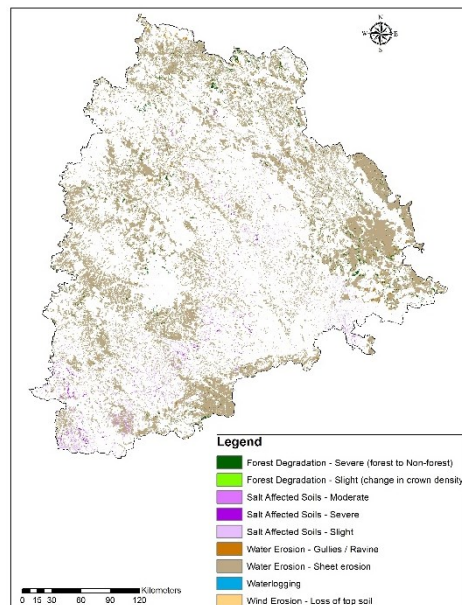 N
W E
S
Legend
Forest Degradation - Severe (forest to Non-forest)
Forest Degradation - Slight (change in crown density
Salt Affected Soils - Moderate
Salt Affected Soils - Severe
Salt Affected Soils - Slight
Water Erosion - Gullies / Ravine
Water Erosion - Sheet erosion
Waterlogging
Wind Erosion - Loss of top soil
Kilometers
0 15 30 60 90 120